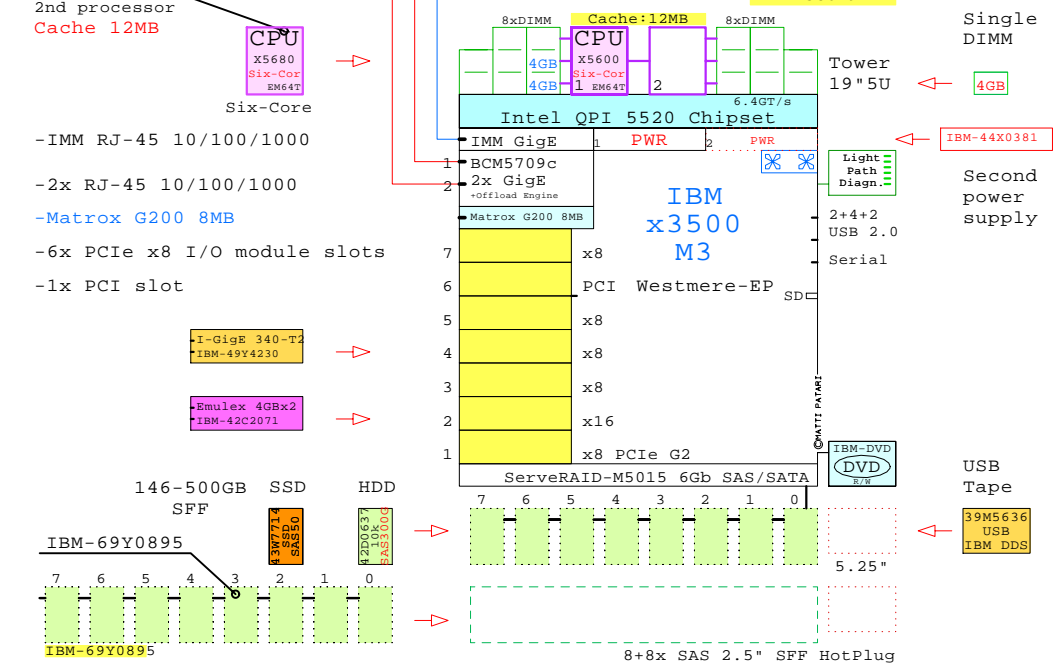 2nd processor
Cache 12MB
CPU
X5680
Six-Cor
EM64T
Six-Core
8xDIMM
Cache:12MB
8xDIMM
4GB
4GB
CPU
X5600
Six-Cor
1 EM64T
2
Single
DIMM
Tower
19"5U
4GB
6.4GT/s
Intel QPI 5520 Chipset
-IMM RJ-45 10/100/1000
IMM GigE
1 PWR
2 PWR
IBM-44X0381
1 BCM5709c
2 2x GigE
+Offload Engine
Light
Path
Diagn.
-2x RJ-45 10/100/1000
Second
power
supply
IBM
x3500
M3
-Matrox G200 8MB
Matrox G200 8MB
2+4+2
USB 2.0
-6x PCIe x8 I/O module slots
7 x8
Serial
-1x PCI slot
6 PCI Westmere-EP
SD
5 x8
I-GigE 340-T2
IBM-49Y4230
4 x8
3 x8
Emulex 4GBx2
IBM-42C2071
2 x16
©MATTI PATARI
1 x8 PCIe G2
IBM-DVD
DVD
R/W
ServeRAID-M5015 6Gb SAS/SATA
USB
Tape
146-500GB
SFF
SSD
HDD
7 6 5 4 3 2 1 0
43W7714
SSD
SAS50
42D0637
10k
SAS300G
39M5636
USB
IBM DDS
IBM-69Y0895
5.25"
7 6 5 4 3 2 1 0
IBM-69Y0895
8+8x SAS 2.5" SFF HotPlug